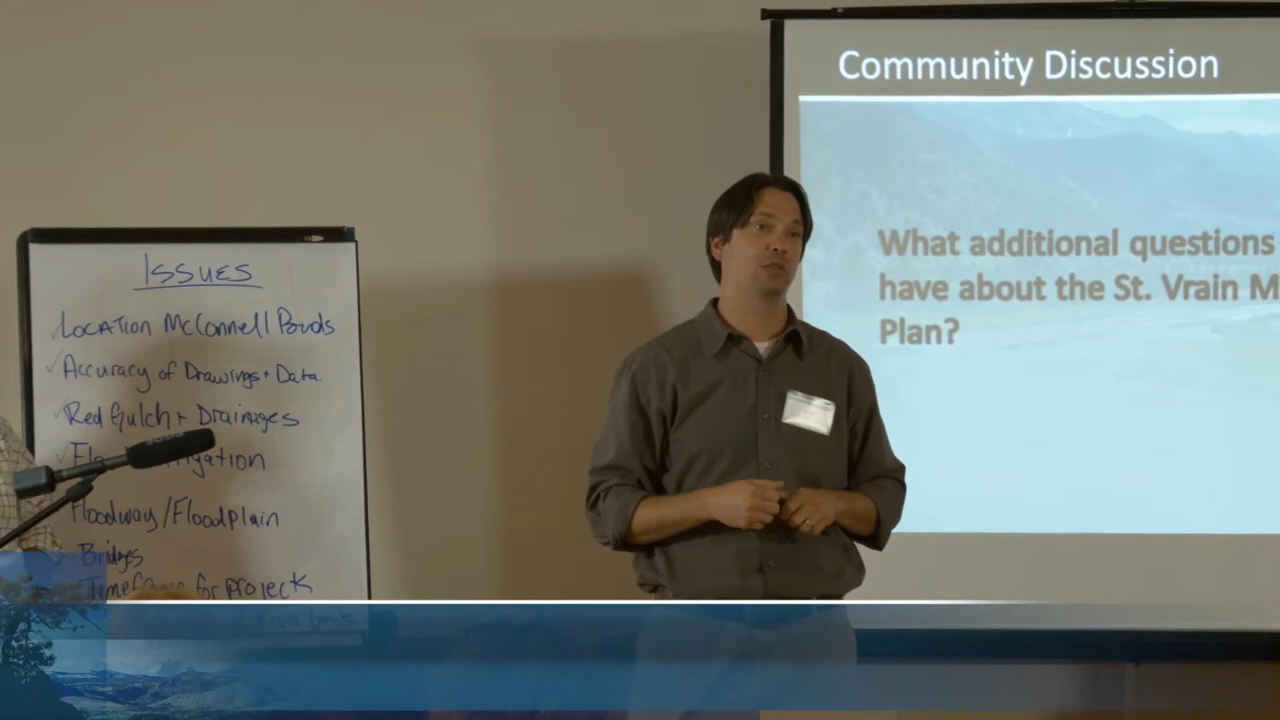 Issues
Location McConnell Ponds
Accuracy of Drawings + Data
Red Gulch + Drainages
Floodway/Floodplain
Bridges
Timeframe for project
Community Discussion
What additional questions
have about the St. Vrain M
Plan?